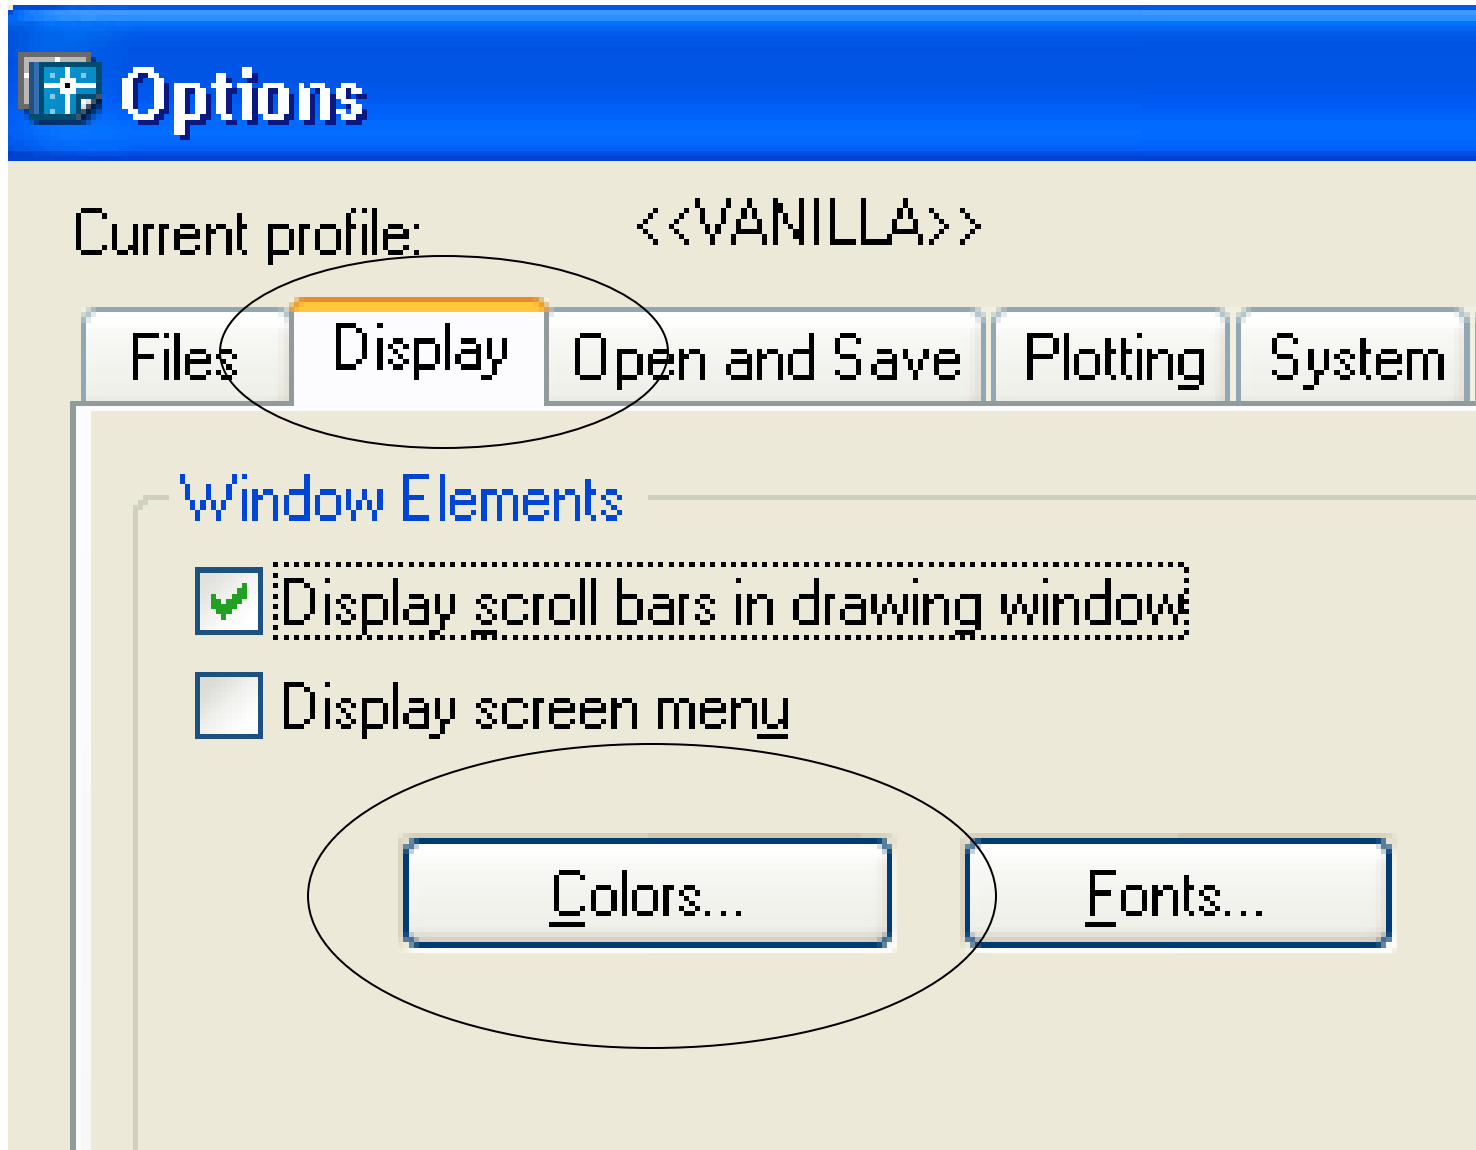 Options
Current profile: <<VANILLA>>
Files Display Open and Save Plotting System
Window Elements
Display scroll bars in drawing window
Display screen menu
Colors... Fonts...